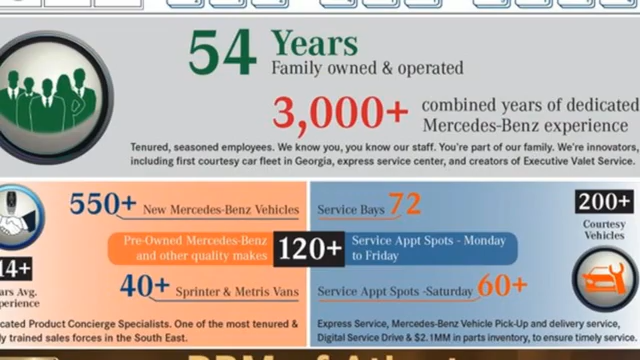 54 Years
Family owned & operated
3,000+ combined years of dedicated
Mercedes-Benz experience
Tenured, seasoned employees. We know you, you know our staff. You're part of our family. We're innovators,
including first courtesy car fleet in Georgia, express service center, and creators of Executive Valet Service.
550+ New Mercedes-Benz Vehicles
Pre-Owned Mercedes-Benz
and other quality makes
120+
40+ Sprinter & Metris Vans
Service Bays 72
Service Appt Spots - Monday
to Friday
Service Appt Spots -Saturday 60+
200+
Courtesy
Vehicles
14+
ars Avg.
perience
cated Product Concierge Specialists. One of the most tenured &
ly trained sales forces in the South East.
Express Service, Mercedes-Benz Vehicle Pick-Up and delivery service,
Digital Service Drive & $2.1MM in parts inventory, to ensure timely service.